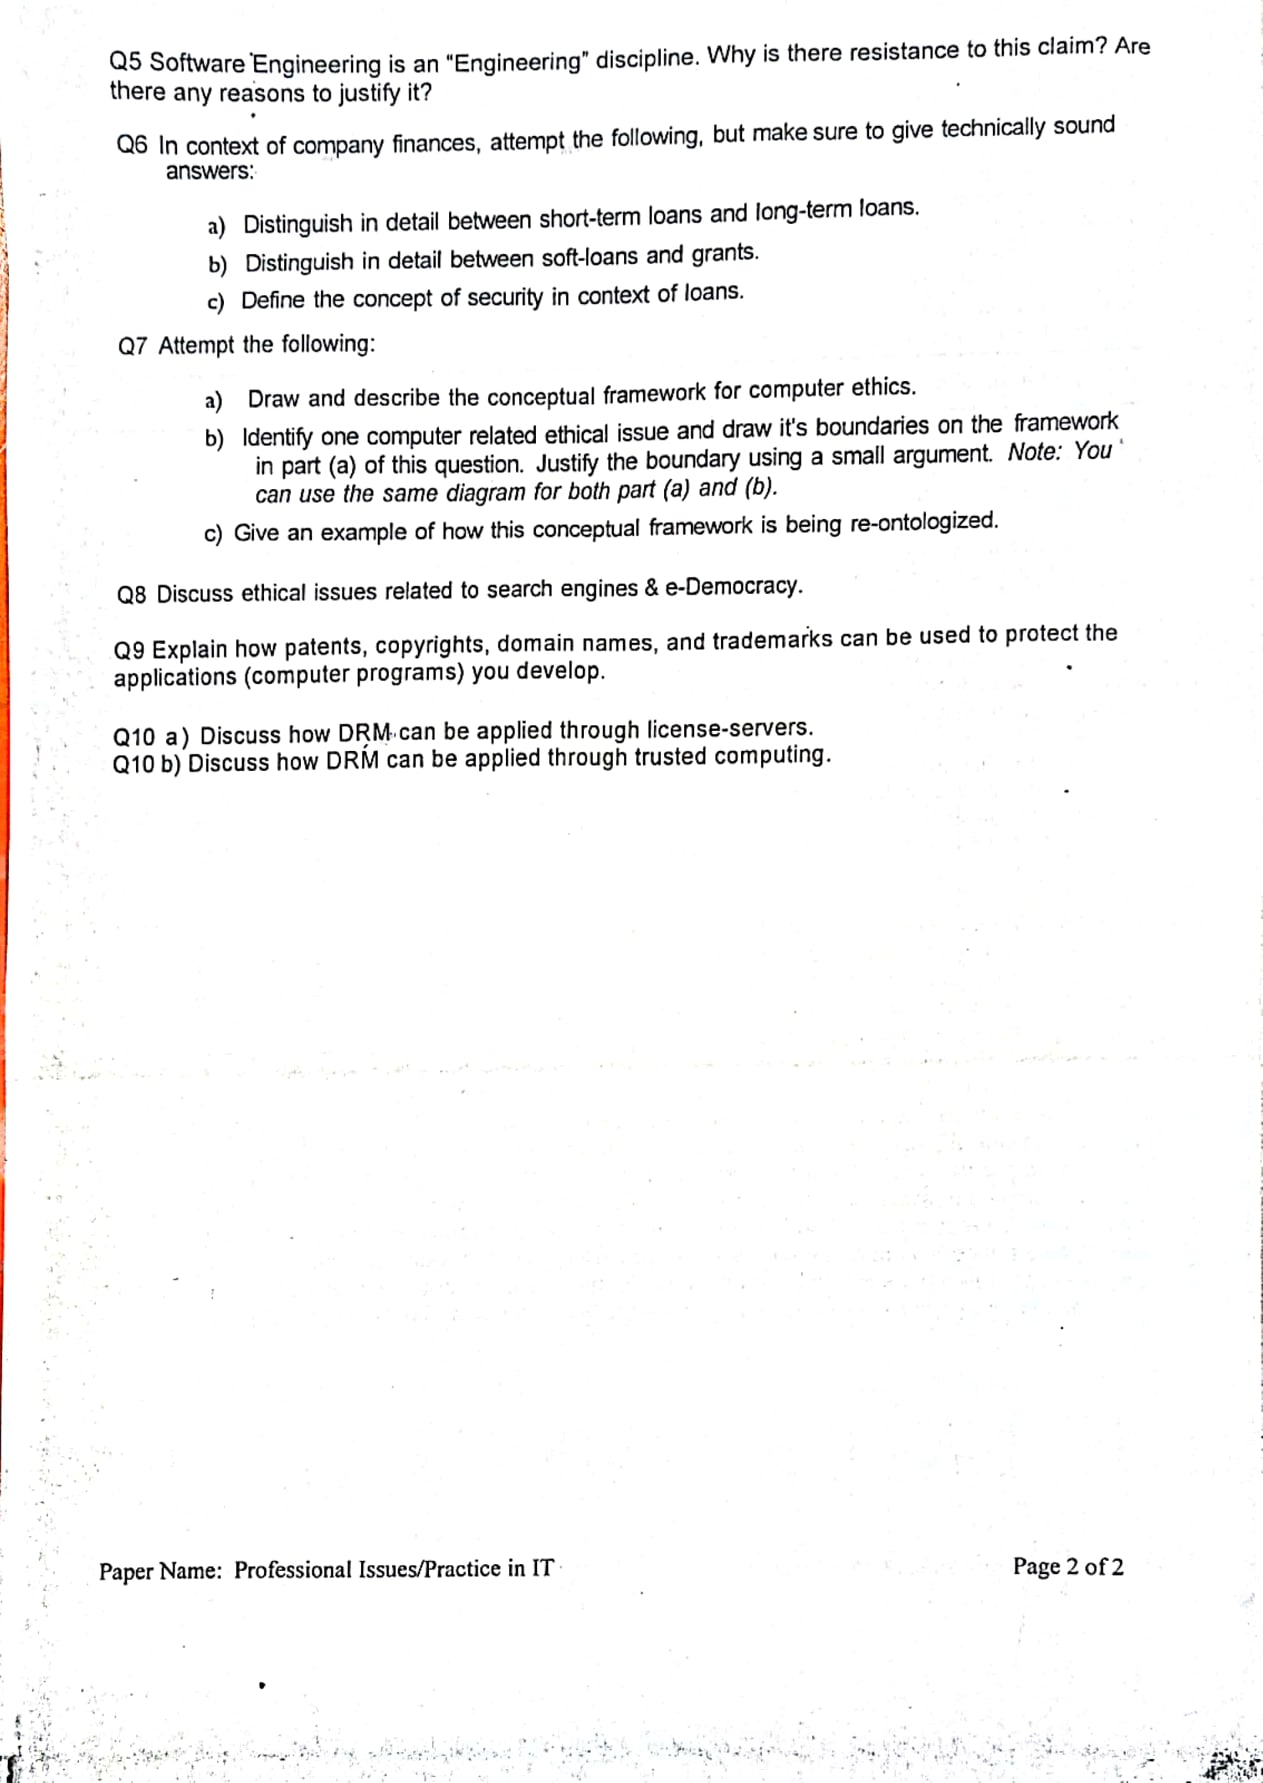 Q5 Software Engineering is an "Engineering" discipline. Why is there resistance to this claim? Are
there any reasons to justify it?
Q6 In context of company finances, attempt the following, but make sure to give technically sound
answers:
a) Distinguish in detail between short-term loans and long-term loans.
b) Distinguish in detail between soft-loans and grants.
c) Define the concept of security in context of loans.
Q7 Attempt the following:
a) Draw and describe the conceptual framework for computer ethics.
b) Identify one computer related ethical issue and draw it's boundaries on the framework
in part (a) of this question. Justify the boundary using a small argument. Note: You
can use the same diagram for both part (a) and (b).
c) Give an example of how this conceptual framework is being re-ontologized.
Q8 Discuss ethical issues related to search engines & e-Democracy.
Q9 Explain how patents, copyrights, domain names, and trademarks can be used to protect the
applications (computer programs) you develop.
Q10 a) Discuss how DRM can be applied through license-servers.
Q10 b) Discuss how DRM can be applied through trusted computing.
Paper Name: Professional Issues/Practice in IT
Page 2 of 2